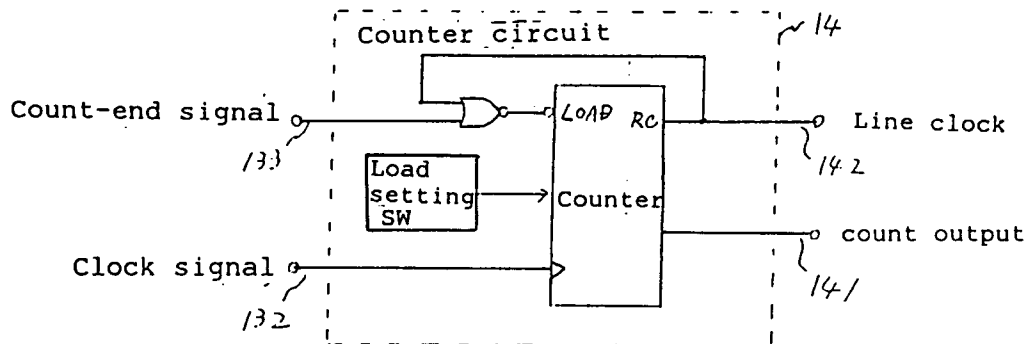 Counter circuit
14
Count-end signal
133
LOAD
RC
Line clock
142
Load
setting
SW
Counter
count output
141
Clock signal
132